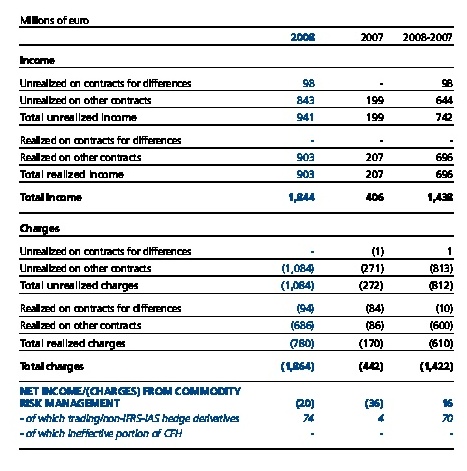 Millions of euro
2008 2007 2008-2007
Income
Unrealized on contracts for differences 98 - 98
Unrealized on other contracts 843 199 644
Total unrealized income 941 199 742
Realized on contracts for differences - - -
Realized on other contracts 903 207 696
Total realized income 903 207 696
Total income 1,844 406 1,438
Charges
Unrealized on contracts for differences - (1) 1
Unrealized on other contracts (1,084) (271) (813)
Total unrealized charges (1,084) (272) (812)
Realized on contracts for differences (94) (84) (10)
Realized on other contracts (686) (86) (600)
Total realized charges (780) (170) (610)
Total charges (1,864) (442) (1,422)
NET INCOME/(CHARGES) FROM COMMODITY
RISK MANAGEMENT (20) (36) 16
- of which trading/non-IFRS-IAS hedge derivatives 74 4 70
- of which ineffective portion of CFH - - -